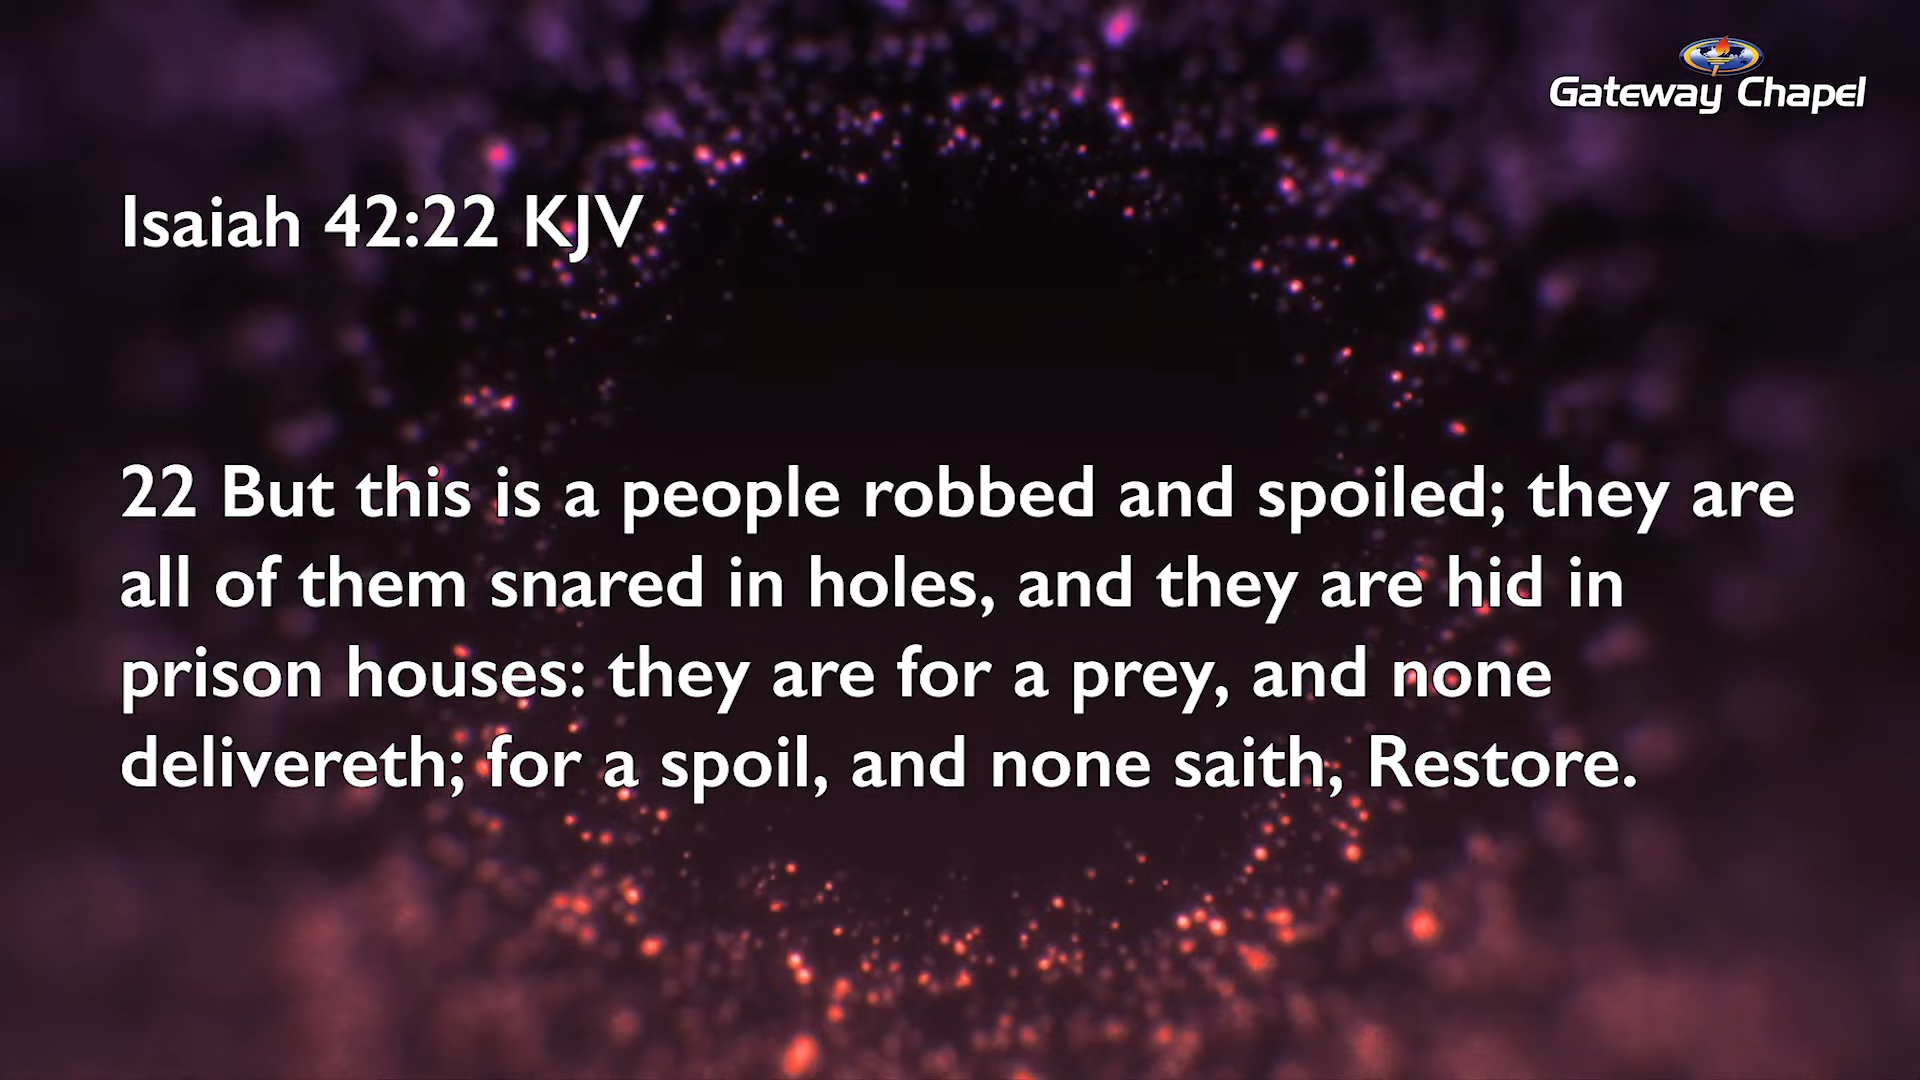 Gateway Chapel
Isaiah 42:22 KJV
22 But this is a people robbed and spoiled; they are
all of them snared in holes, and they are hid in
prison houses: they are for a prey, and none
delivereth; for a spoil, and none saith, Restore.